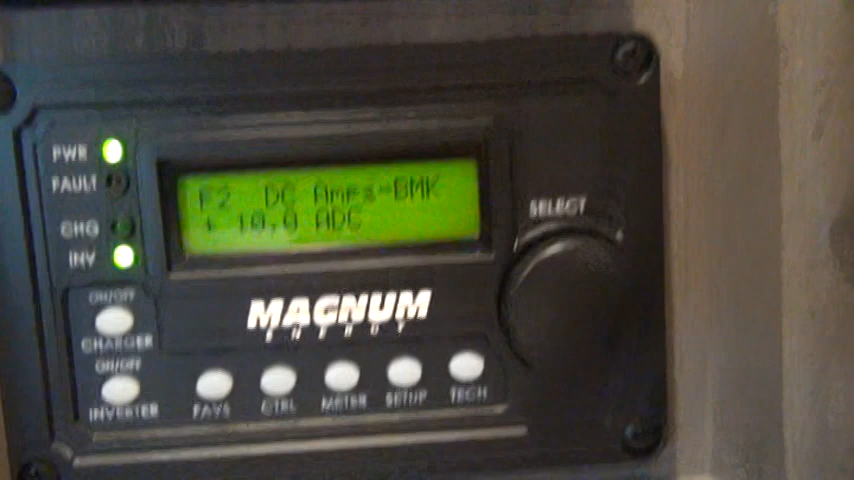 PWR
FAULT
CHG
INV
F2 DC Amps-BMK
+ 10.0 ADC
SELECT
MAGNUM
ENERGY
ON/OFF
CHARGER
ON/OFF
INVERTER
FAVS
CTRL
METER
SETUP
TECH